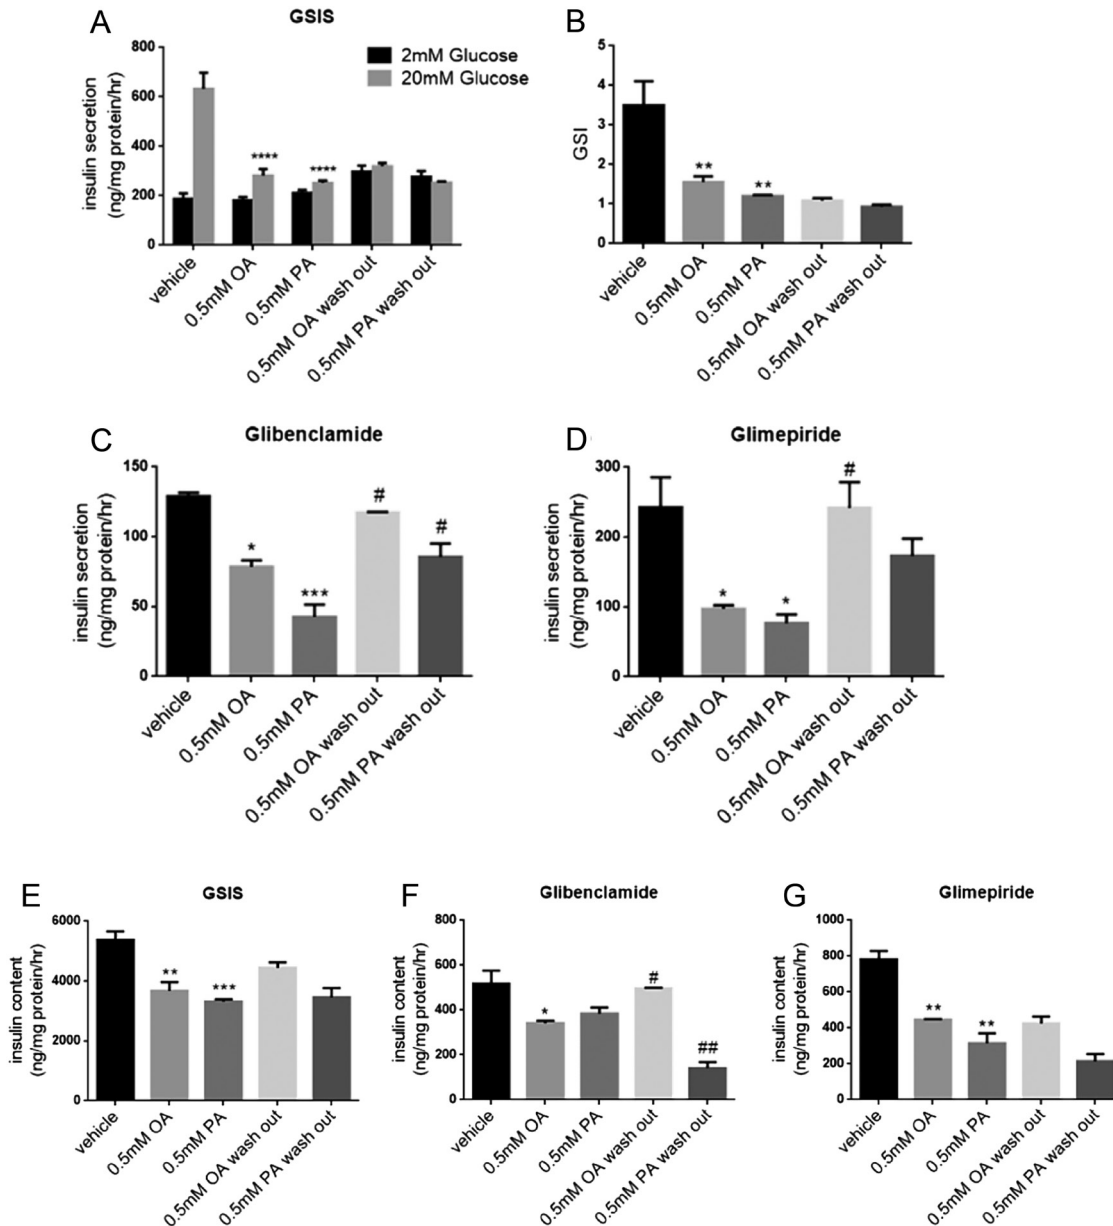 A
GSIS
2mM Glucose
20mM Glucose
insulin secretion
(ng/mg protein/hr)
800
600
400
200
0
****
****
vehicle
0.5mM OA
0.5mM PA
0.5mM OA wash out
0.5mM PA wash out
B
GSI
5
4
3
2
1
0
**
**
vehicle
0.5mM OA
0.5mM PA
0.5mM OA wash out
0.5mM PA wash out
C
Glibenclamide
insulin secretion
(ng/mg protein/hr)
150
100
50
0
*
***
#
#
vehicle
0.5mM OA
0.5mM PA
0.5mM OA wash out
0.5mM PA wash out
D
Glimepiride
insulin secretion
(ng/mg protein/hr)
300
200
100
0
*
*
#
vehicle
0.5mM OA
0.5mM PA
0.5mM OA wash out
0.5mM PA wash out
E
GSIS
insulin content
(ng/mg protein/hr)
6000
4000
2000
0
**
***
vehicle
0.5mM OA
0.5mM PA
0.5mM OA wash out
0.5mM PA wash out
F
Glibenclamide
insulin content
(ng/mg protein/hr)
800
600
400
200
0
*
#
##
vehicle
0.5mM OA
0.5mM PA
0.5mM OA wash out
0.5mM PA wash out
G
Glimepiride
insulin content
(ng/mg protein/hr)
1000
800
600
400
200
0
**
**
vehicle
0.5mM OA
0.5mM PA
0.5mM OA wash out
0.5mM PA wash out